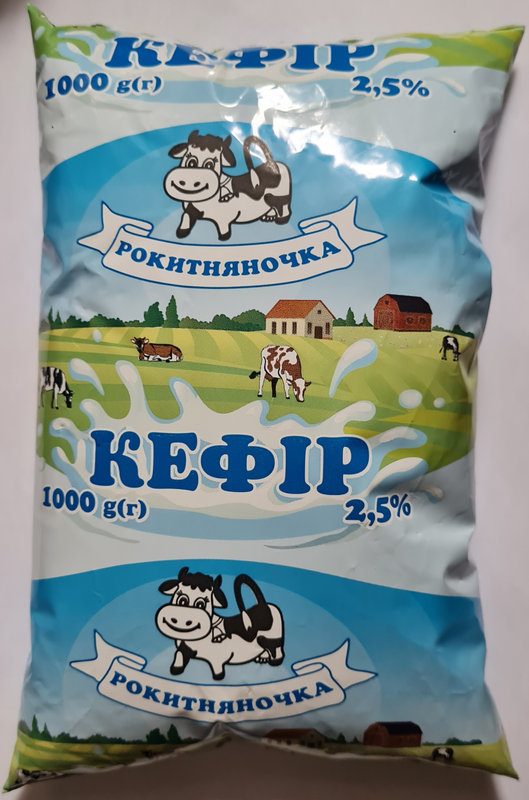 КЕФІР
1000 g(г) 2,5%
РОКИТНЯНОЧКА
КЕФІР
1000 g(г) 2,5%
РОКИТНЯНОЧКА